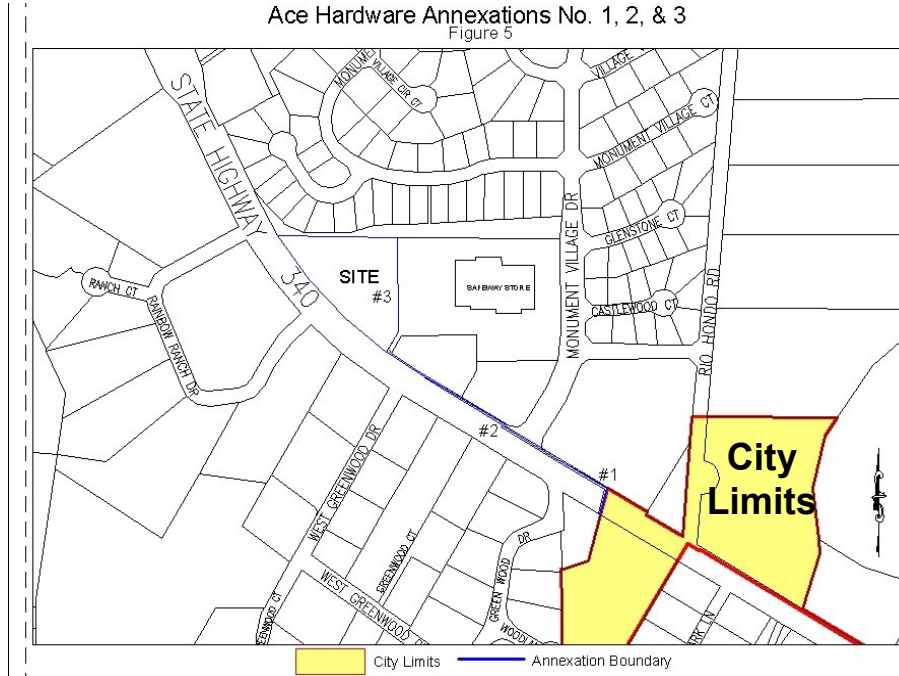 Ace Hardware Annexations No. 1, 2, & 3
Figure 5
STATE HIGHWAY
340
MONUMENT
VILLAGE CIR CT
VILLAGE
MONUMENT VILLAGE CT
MONUMENT VILLAGE DR
GLENSTONE CT
CASTLEWOOD CT
RIO HONDO RD
SITE
#3
SAFEWAY STORE
RANCH CT
RAINBOW RANCH DR
#2
#1
City
Limits
WEST GREENWOOD DR
GREENWOOD CT
WEST GREENWOOD
GREEN WOOD DR
City Limits
Annexation Boundary